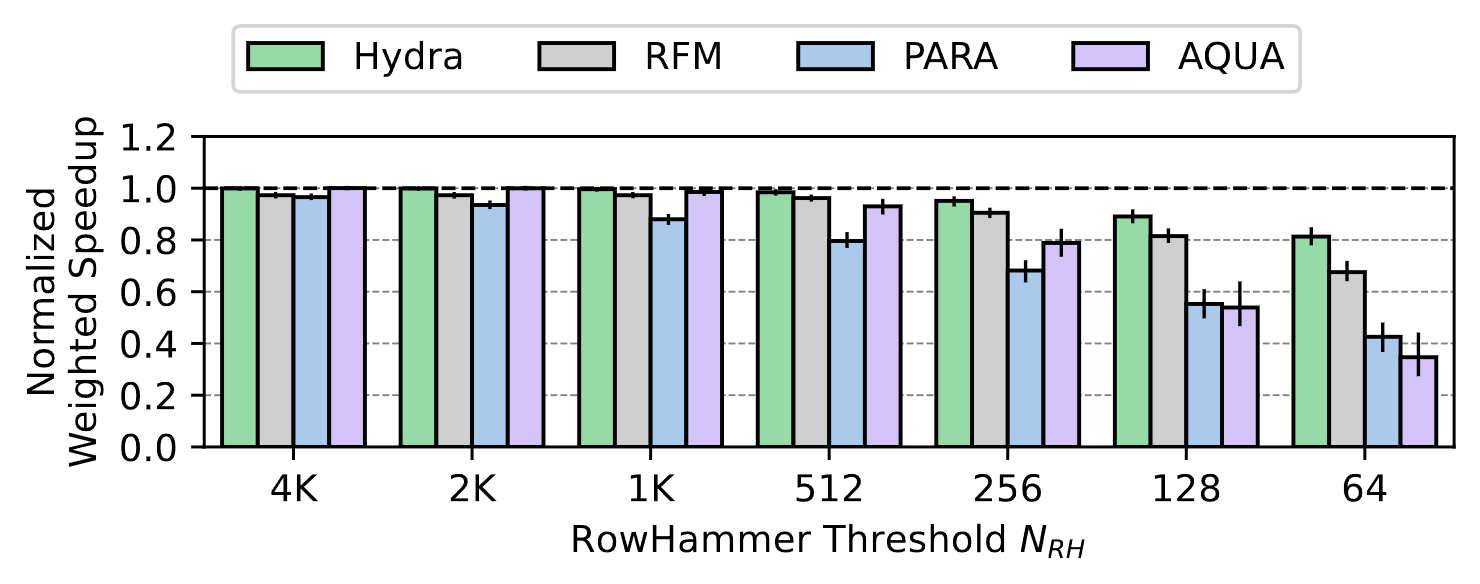 Hydra RFM PARA AQUA
Normalized
Weighted Speedup
1.2
1.0
0.8
0.6
0.4
0.2
0.0
4K 2K 1K 512 256 128 64
RowHammer Threshold N_RH